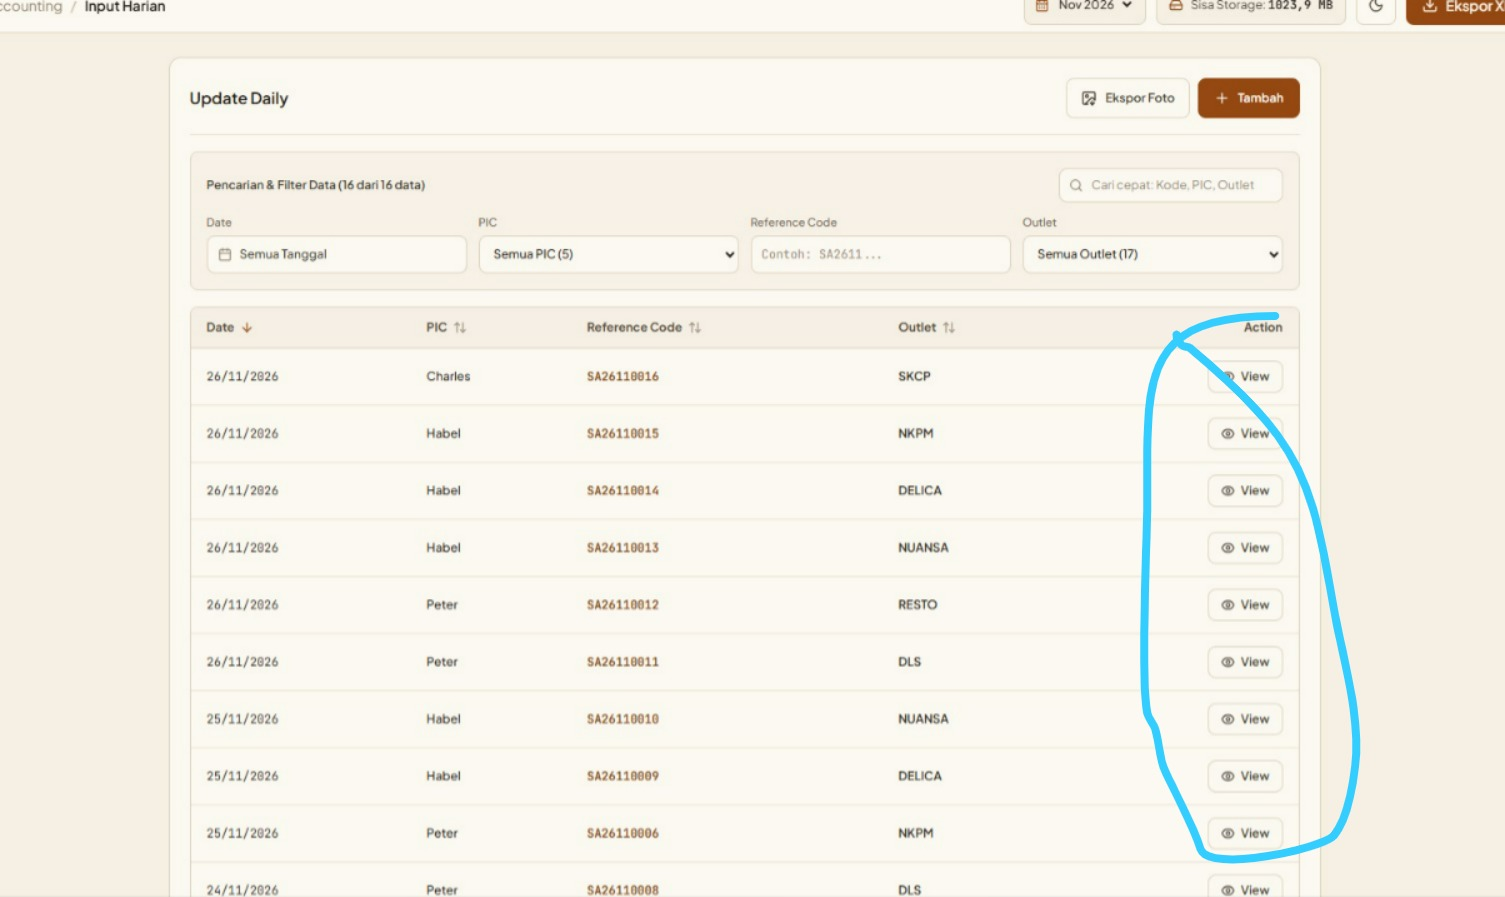 ccounting / Input Harian
Nov 2026
Sisa Storage: 1023,9 MB
Ekspor X
Update Daily
Ekspor Foto
+ Tambah
Pencarian & Filter Data (16 dari 16 data)
Cari cepat: Kode, PIC, Outlet
Date PIC Reference Code Outlet
Semua Tanggal Semua PIC (5) Contoh: SA2611... Semua Outlet (17)
Date ↓ PIC ↑↓ Reference Code ↑↓ Outlet ↑↓ Action
26/11/2026 Charles SA26110016 SKCP View
26/11/2026 Habel SA26110015 NKPM View
26/11/2026 Habel SA26110014 DELICA View
26/11/2026 Habel SA26110013 NUANSA View
26/11/2026 Peter SA26110012 RESTO View
26/11/2026 Peter SA26110011 DLS View
25/11/2026 Habel SA26110010 NUANSA View
25/11/2026 Habel SA26110009 DELICA View
25/11/2026 Peter SA26110006 NKPM View
24/11/2026 Peter SA26110008 DLS View